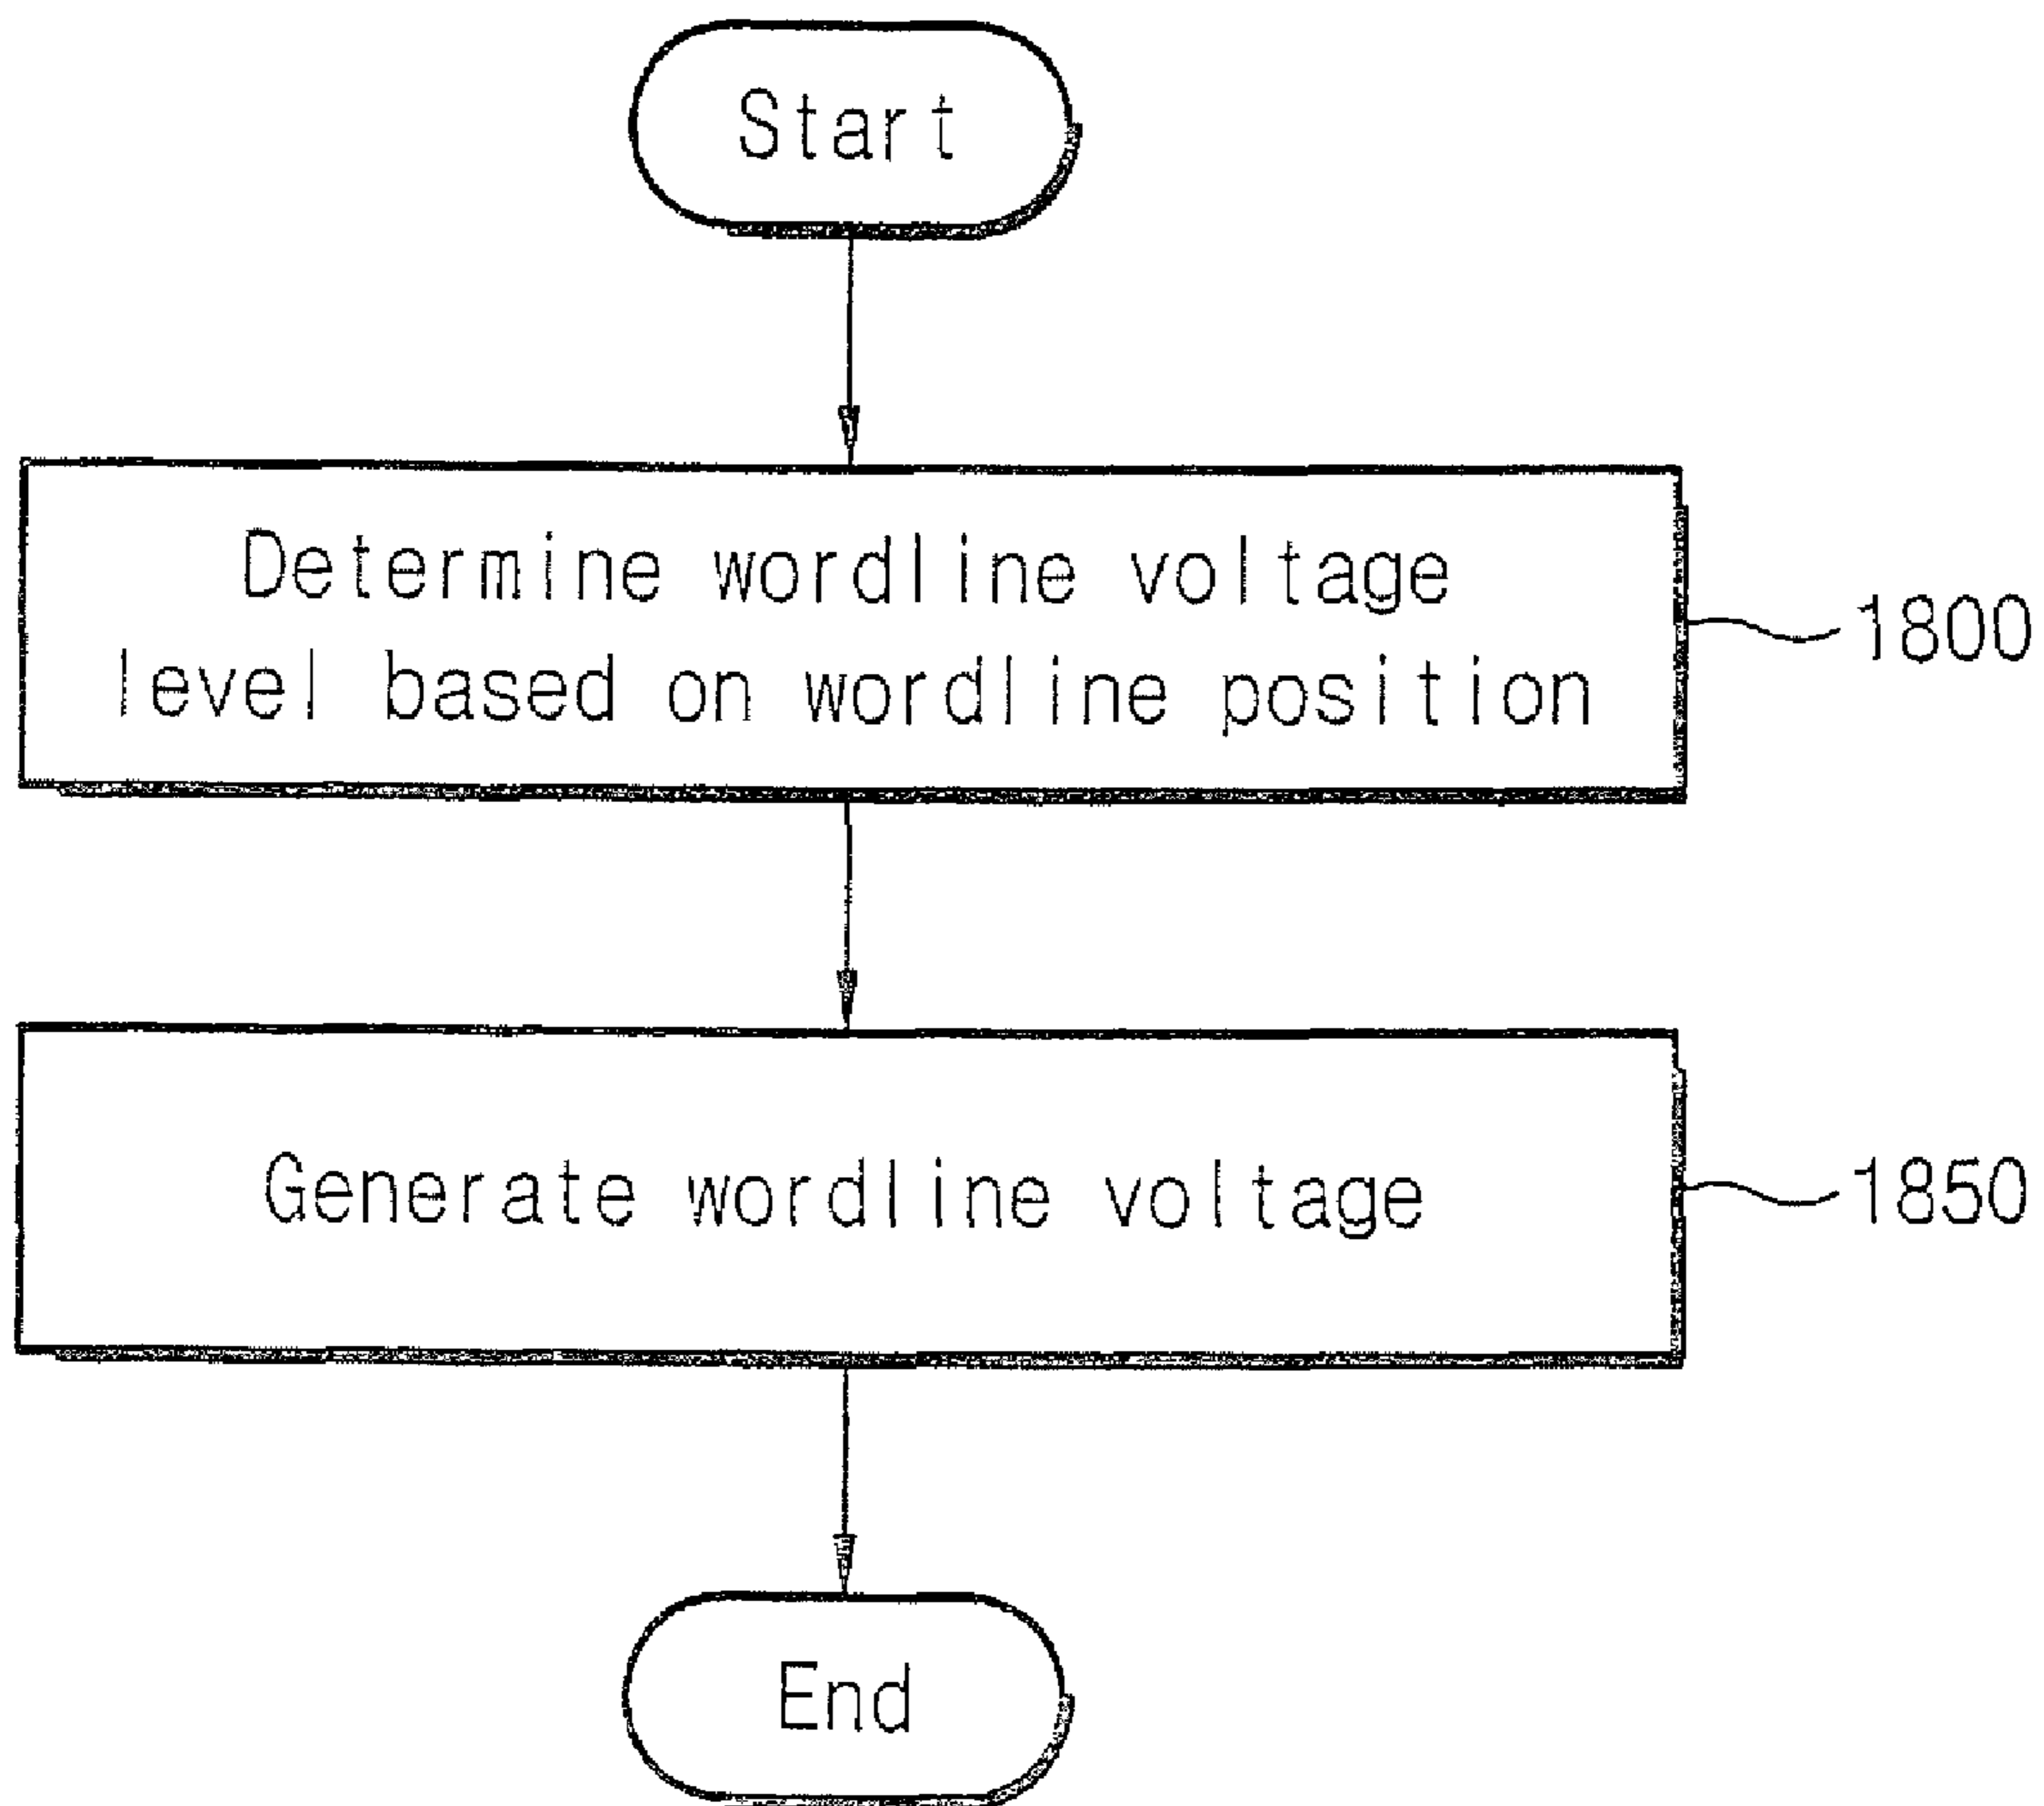 Start
Determine wordline voltage
level based on wordline position
1800
Generate wordline voltage
1850
End